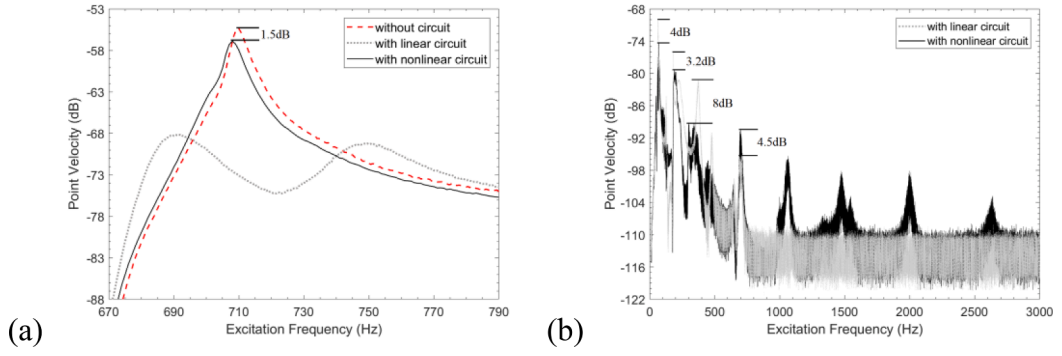 -53
-58
-63
-68
-73
-78
-83
-88
Point Velocity (dB)
670
690
710
730
750
770
790
Excitation Frequency (Hz)
1.5dB
without circuit
with linear circuit
with nonlinear circuit
(a)
-68
-74
-80
-86
-92
-98
-104
-110
-116
-122
Point Velocity (dB)
0
500
1000
1500
2000
2500
3000
Excitation Frequency (Hz)
4dB
3.2dB
8dB
4.5dB
with linear circuit
with nonlinear circuit
(b)